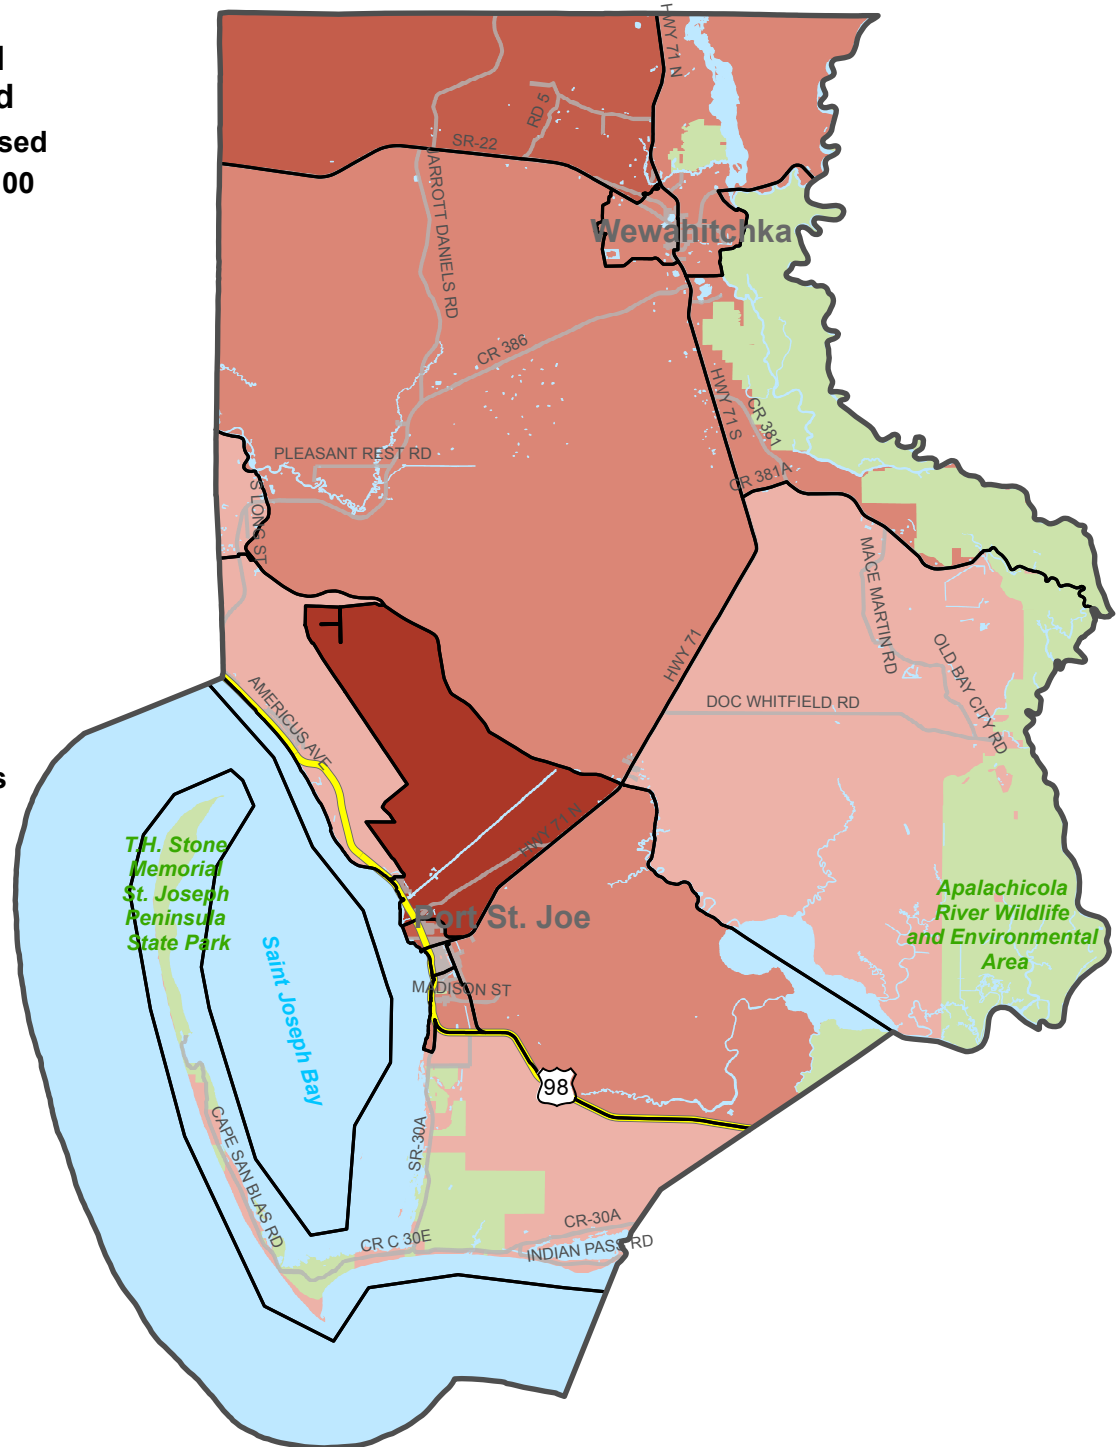 sed
00
s
HWY 71 N
RD 5
SR-22
JARROTT DANIELS RD
Wewahitchka
CR 386
HWY 71 S
CR 381
PLEASANT REST RD
CR 381A
S LONG ST
MACE MARTIN RD
OLD BAY CITY RD
HWY 71
DOC WHITFIELD RD
AMERICUS AVE
HWY 71 N
T.H. Stone
Memorial
St. Joseph
Peninsula
State Park
Saint Joseph Bay
Port St. Joe
Apalachicola
River Wildlife
and Environmental
Area
MADISON ST
98
SR-30A
CAPE SAN BLAS RD
CR C 30E
CR-30A
INDIAN PASS RD